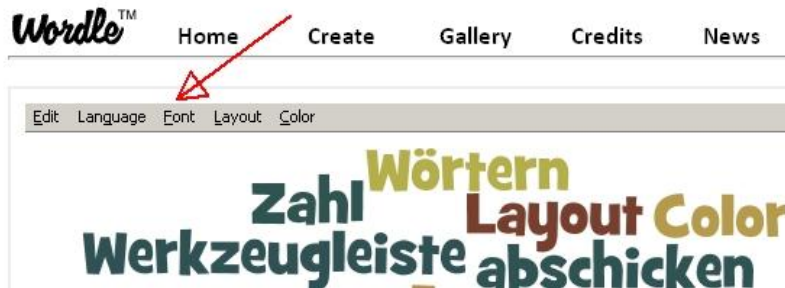 Wordle™ Home Create Gallery Credits News
Edit Language Font Layout Color
Wörtern
Zahl
Layout Color
Werkzeugleiste abschicken